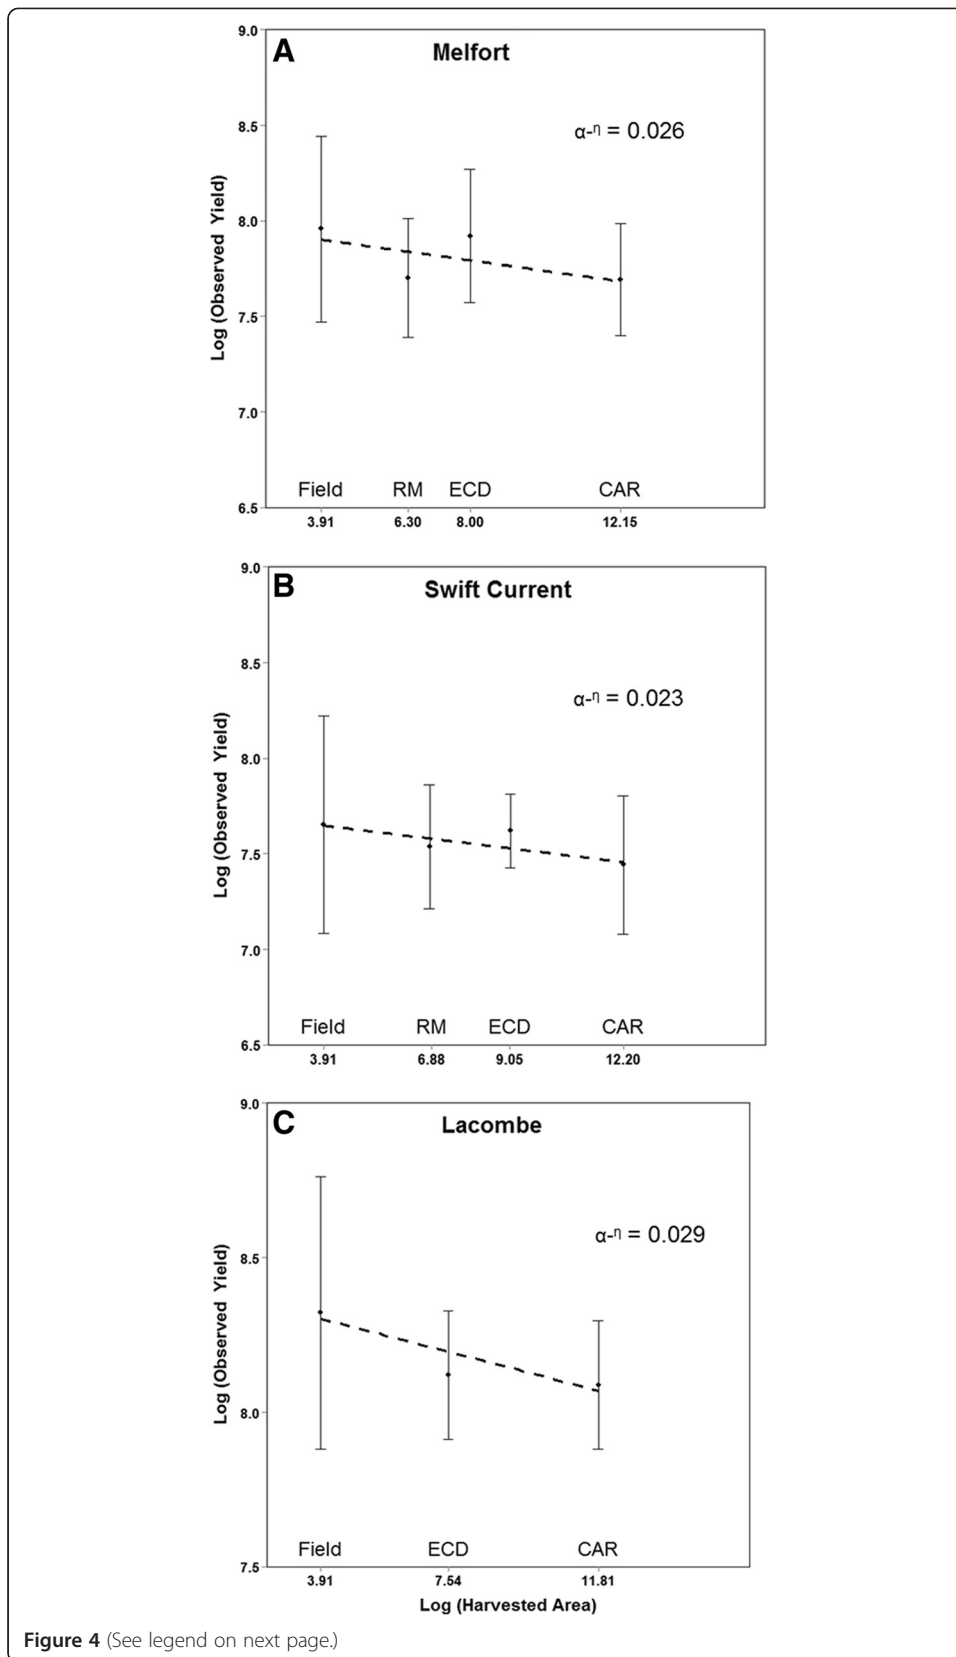 A
Melfort
α-η = 0.026
Log (Observed Yield)
9.0
8.5
8.0
7.5
7.0
6.5
Field RM ECD CAR
3.91 6.30 8.00 12.15
B
Swift Current
α-η = 0.023
Log (Observed Yield)
9.0
8.5
8.0
7.5
7.0
6.5
Field RM ECD CAR
3.91 6.88 9.05 12.20
C
Lacombe
α-η = 0.029
Log (Observed Yield)
9.0
8.5
8.0
7.5
Field ECD CAR
3.91 7.54 11.81
Log (Harvested Area)
Figure 4 (See legend on next page.)